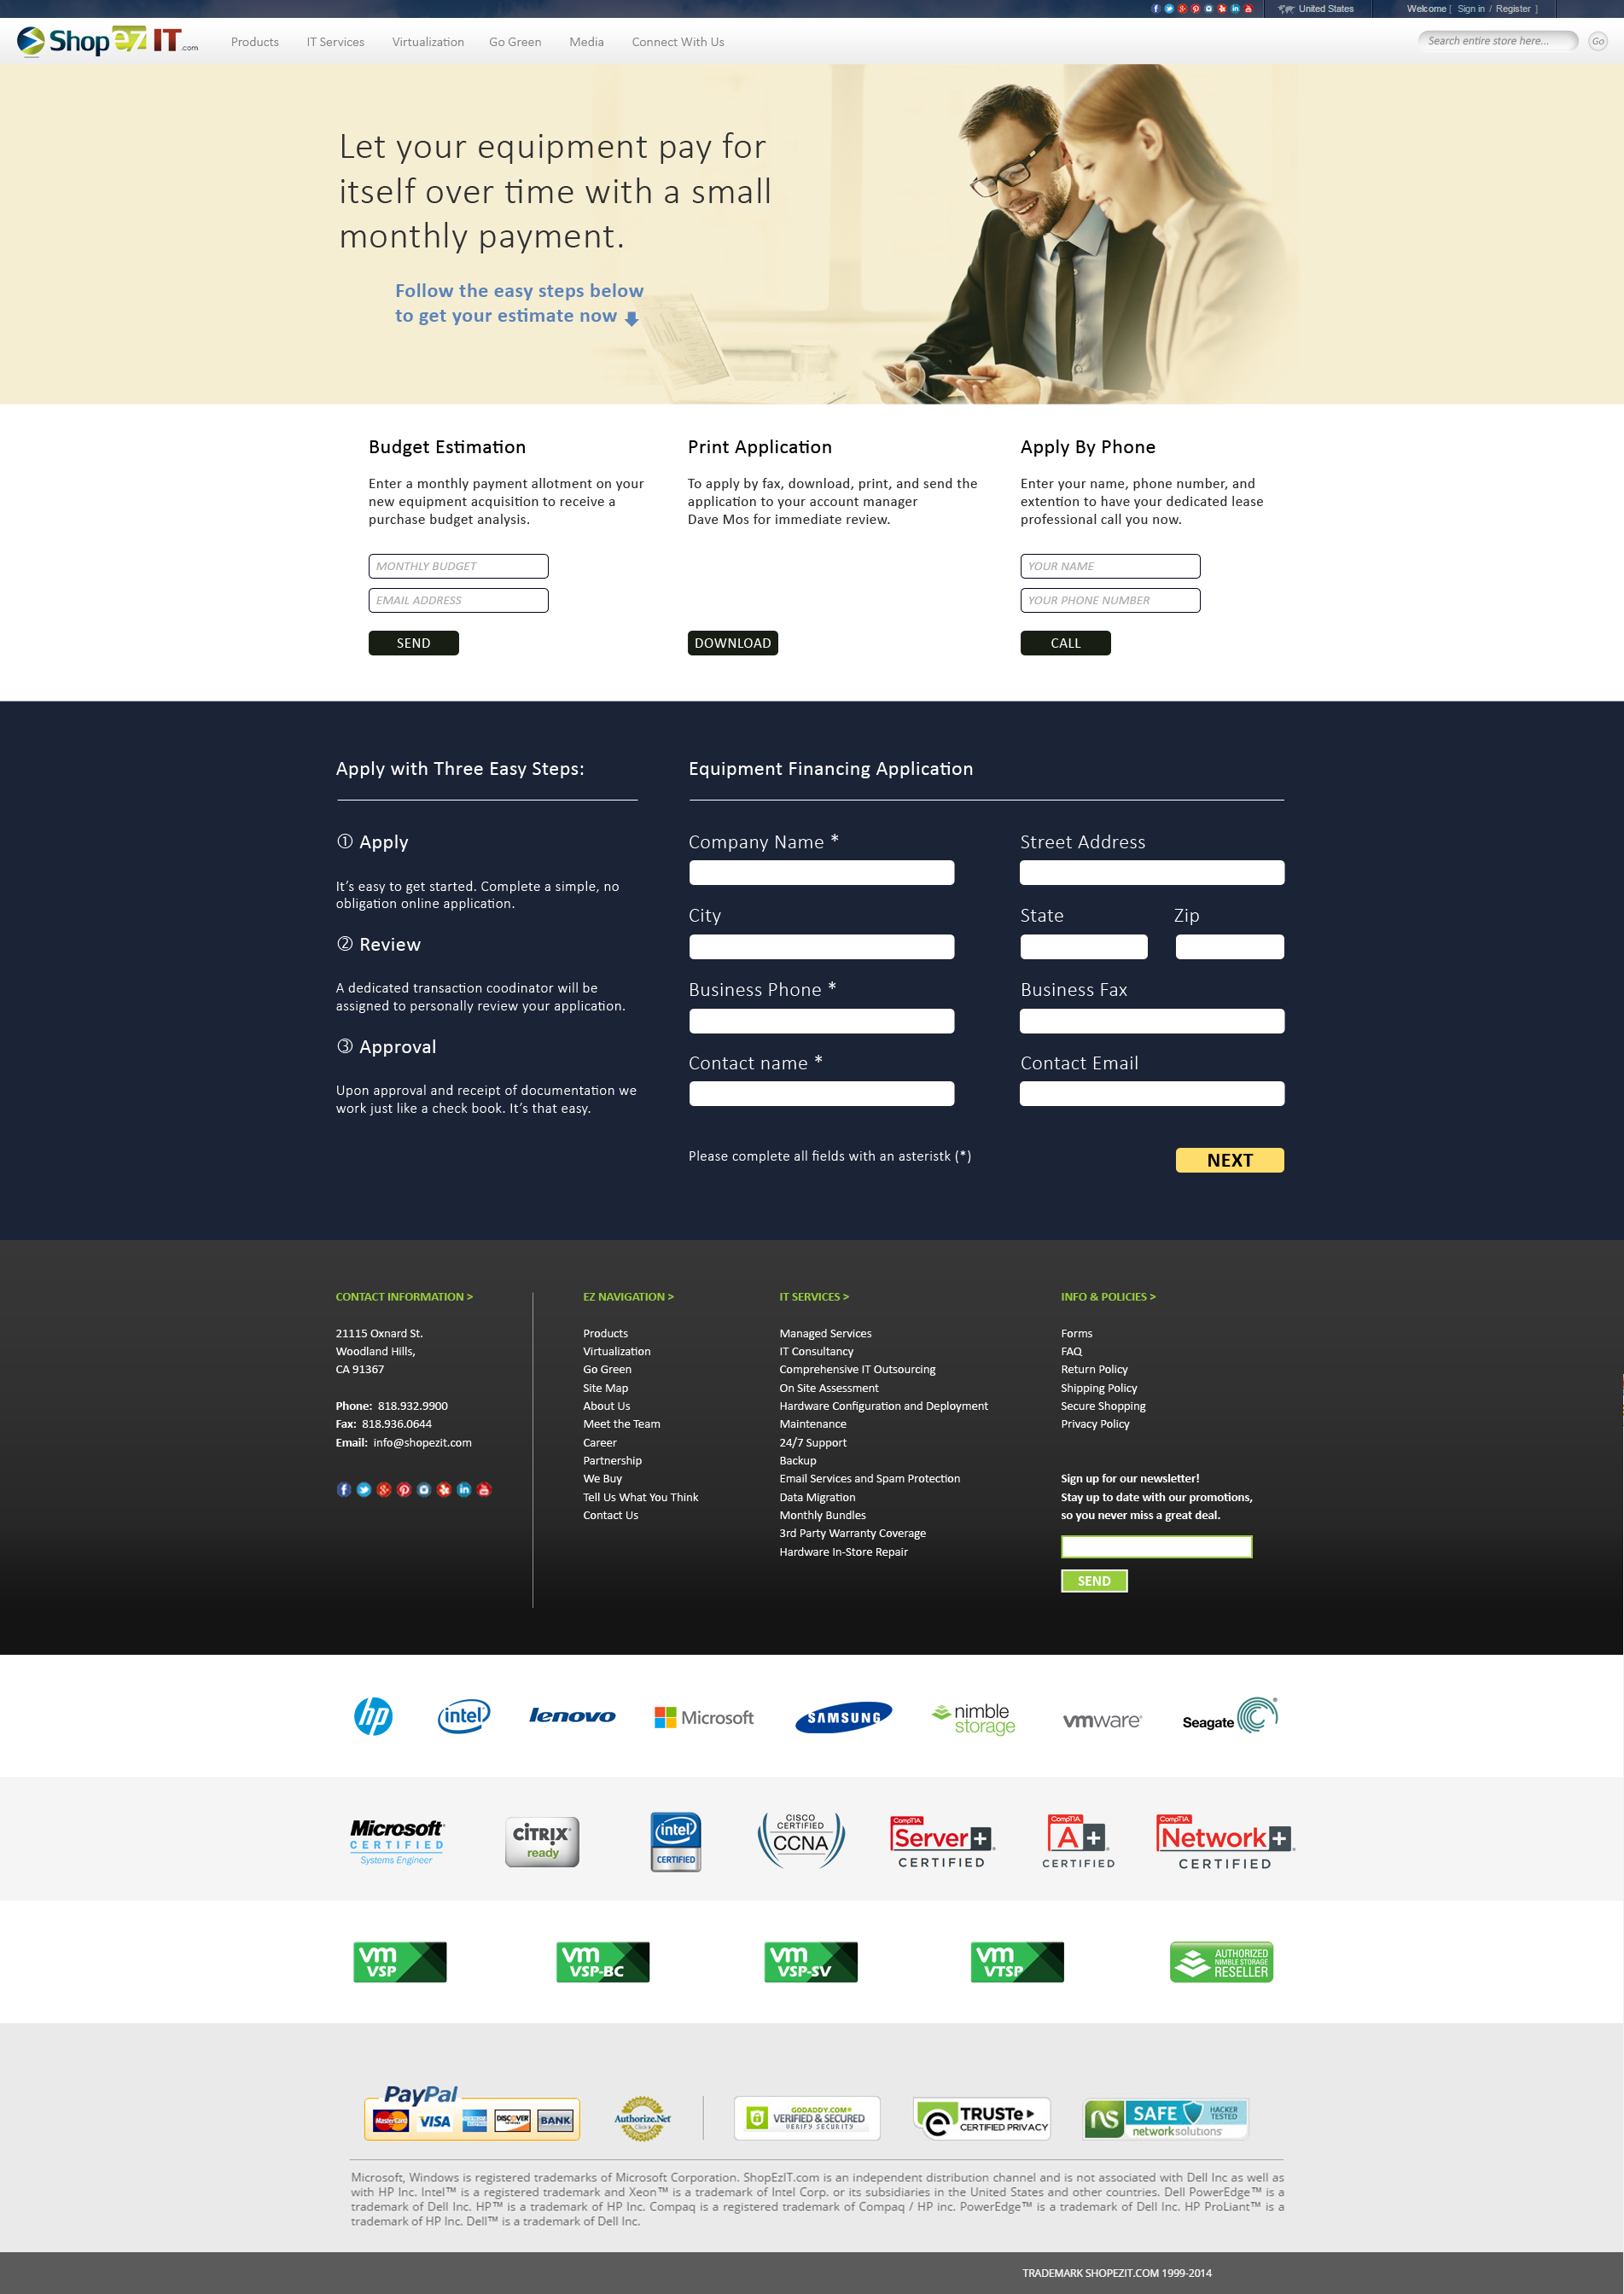 United States
Welcome [ Sign in / Register ]
Shop EZ IT .com
Products IT Services Virtualization Go Green Media Connect With Us
Search entire store here...
Go
Let your equipment pay for
itself over time with a small
monthly payment.
Follow the easy steps below
to get your estimate now
Budget Estimation
Enter a monthly payment allotment on your
new equipment acquisition to receive a
purchase budget analysis.
MONTHLY BUDGET
EMAIL ADDRESS
SEND
Print Application
To apply by fax, download, print, and send the
application to your account manager
Dave Mos for immediate review.
DOWNLOAD
Apply By Phone
Enter your name, phone number, and
extention to have your dedicated lease
professional call you now.
YOUR NAME
YOUR PHONE NUMBER
CALL
Apply with Three Easy Steps:
① Apply
It's easy to get started. Complete a simple, no
obligation online application.
② Review
A dedicated transaction coodinator will be
assigned to personally review your application.
③ Approval
Upon approval and receipt of documentation we
work just like a check book. It's that easy.
Equipment Financing Application
Company Name *
Street Address
City
State
Zip
Business Phone *
Business Fax
Contact name *
Contact Email
Please complete all fields with an asteristk (*)
NEXT
CONTACT INFORMATION >
21115 Oxnard St.
Woodland Hills,
CA 91367
Phone: 818.932.9900
Fax: 818.936.0644
Email: info@shopezit.com
EZ NAVIGATION >
Products
Virtualization
Go Green
Site Map
About Us
Meet the Team
Career
Partnership
We Buy
Tell Us What You Think
Contact Us
IT SERVICES >
Managed Services
IT Consultancy
Comprehensive IT Outsourcing
On Site Assessment
Hardware Configuration and Deployment
Maintenance
24/7 Support
Backup
Email Services and Spam Protection
Data Migration
Monthly Bundles
3rd Party Warranty Coverage
Hardware In-Store Repair
INFO & POLICIES >
Forms
FAQ
Return Policy
Shipping Policy
Secure Shopping
Privacy Policy
Sign up for our newsletter!
Stay up to date with our promotions,
so you never miss a great deal.
SEND
hp
intel
lenovo
Microsoft
SAMSUNG
nimble
storage
vmware
Seagate
Microsoft
CERTIFIED
Systems Engineer
CITRIX
ready
intel
CERTIFIED
CISCO
CERTIFIED
CCNA
CompTIA
Server+
CERTIFIED
CompTIA
A+
CERTIFIED
CompTIA
Network+
CERTIFIED
vm
VSP
vm
VSP-BC
vm
VSP-SV
vm
VTSP
AUTHORIZED
NIMBLE STORAGE
RESELLER
PayPal
MasterCard VISA DISCOVER BANK
Authorize.Net
GODADDY.COM®
VERIFIED & SECURED
VERIFY SECURITY
TRUSTe
CERTIFIED PRIVACY
ns SAFE HACKER
TESTED
networksolutions
Microsoft, Windows is registered trademarks of Microsoft Corporation. ShopEzIT.com is an independent distribution channel and is not associated with Dell Inc as well as
with HP Inc. Intel™ is a registered trademark and Xeon™ is a trademark of Intel Corp. or its subsidiaries in the United States and other countries. Dell PowerEdge™ is a
trademark of Dell Inc. HP™ is a trademark of HP Inc. Compaq is a registered trademark of Compaq / HP inc. PowerEdge™ is a trademark of Dell Inc. HP ProLiant™ is a
trademark of HP Inc. Dell™ is a trademark of Dell Inc.
TRADEMARK SHOPEZIT.COM 1999-2014